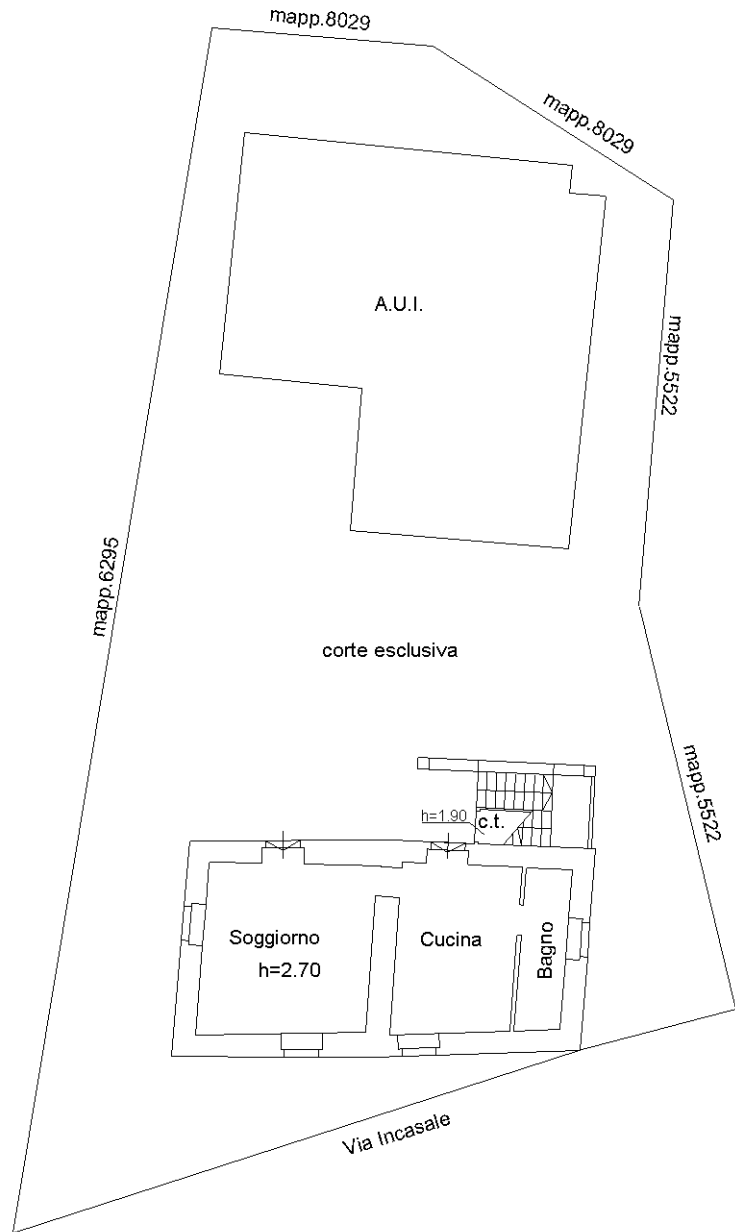 mapp.8029
mapp.8029
A.U.I.
mapp.5522
mapp.6295
corte esclusiva
mapp.5522
h=1.90
c.t.
Soggiorno
h=2.70
Cucina
Bagno
Via Incasale